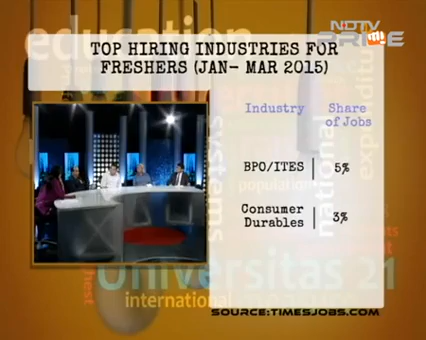 NDTV
PRIME
education
TOP HIRING INDUSTRIES FOR
FRESHERS (JAN- MAR 2015)
Industry
Share
of Jobs
BPO/ITES
5%
Consumer
Durables
3%
systems
population
national
Universitas 21
international
SOURCE:TIMESJOBS.COM